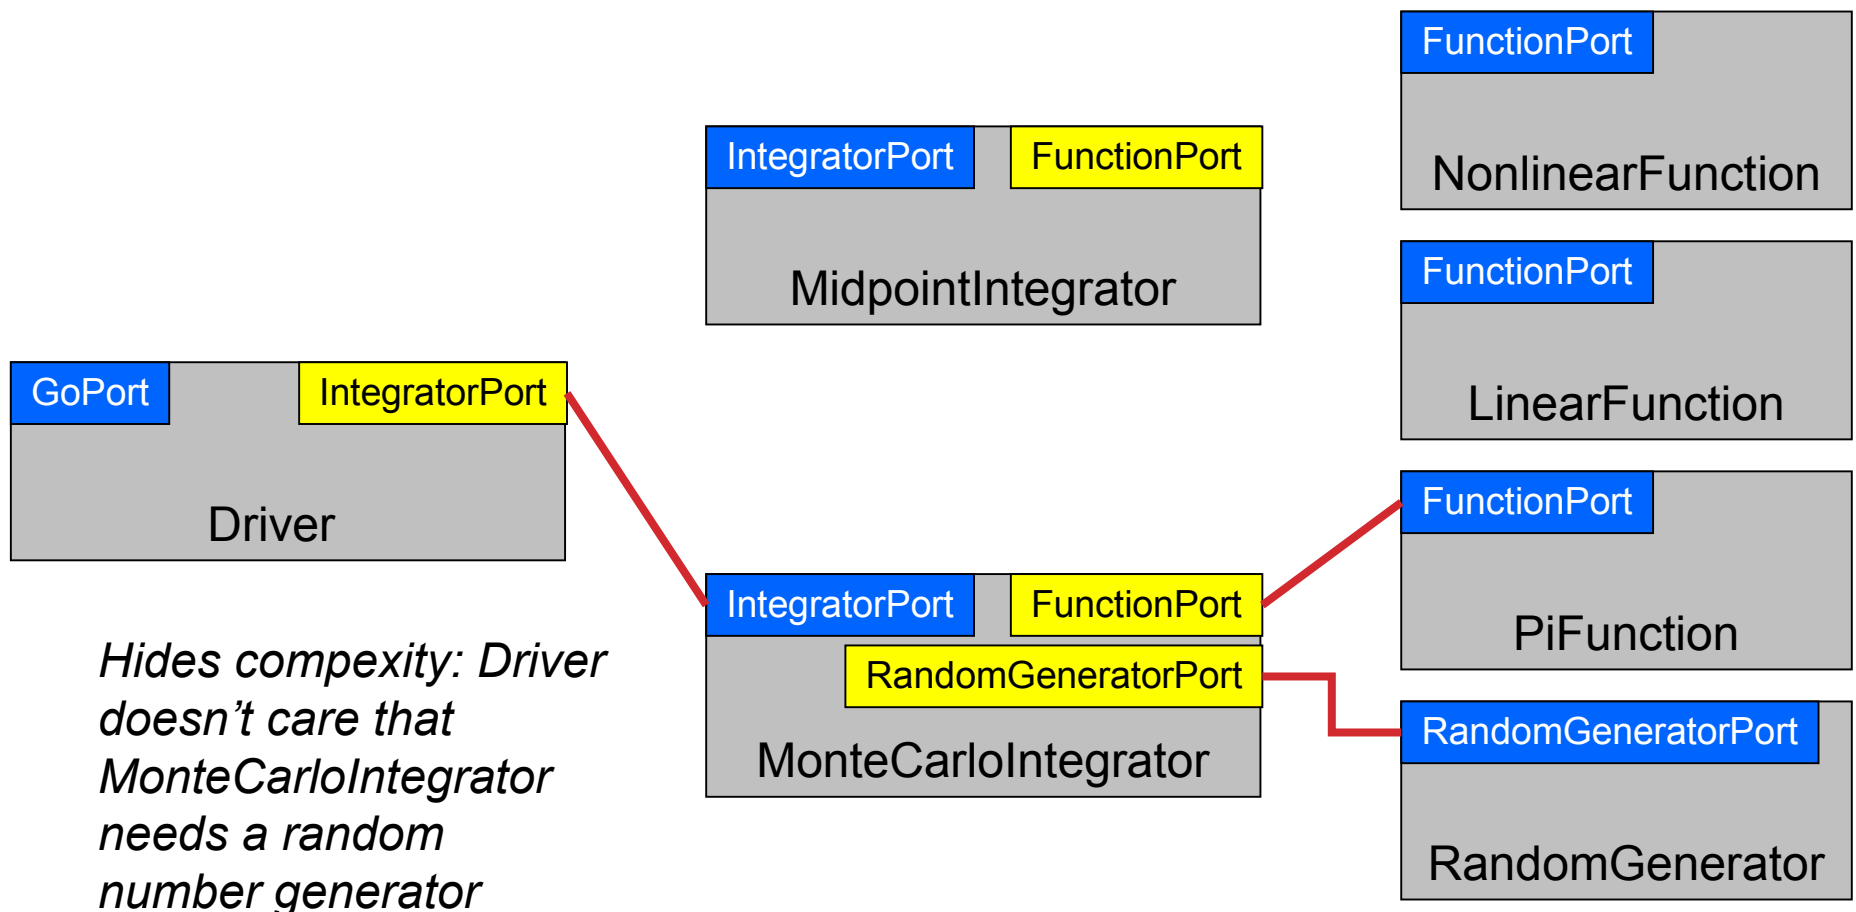 FunctionPort
NonlinearFunction
IntegratorPort FunctionPort
MidpointIntegrator
FunctionPort
LinearFunction
GoPort IntegratorPort
Driver
FunctionPort
PiFunction
IntegratorPort FunctionPort
RandomGeneratorPort
MonteCarloIntegrator
RandomGeneratorPort
RandomGenerator
Hides compexity: Driver
doesn’t care that
MonteCarloIntegrator
needs a random
number generator